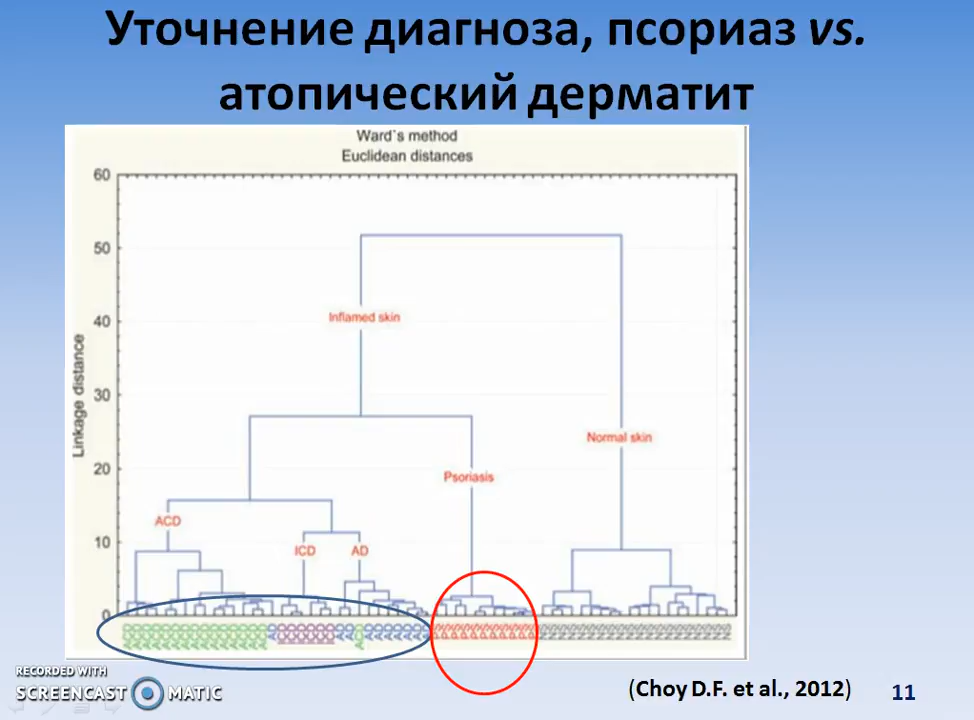 Уточнение диагноза, псориаз vs.
атопический дерматит
Ward`s method
Euclidean distances
60
50
Inflamed skin
40
Linkage distance
30
Normal skin
20
Psoriasis
ACD
10
ICD AD
0
RECORDED WITH
SCREENCAST MATIC
(Choy D.F. et al., 2012)
11